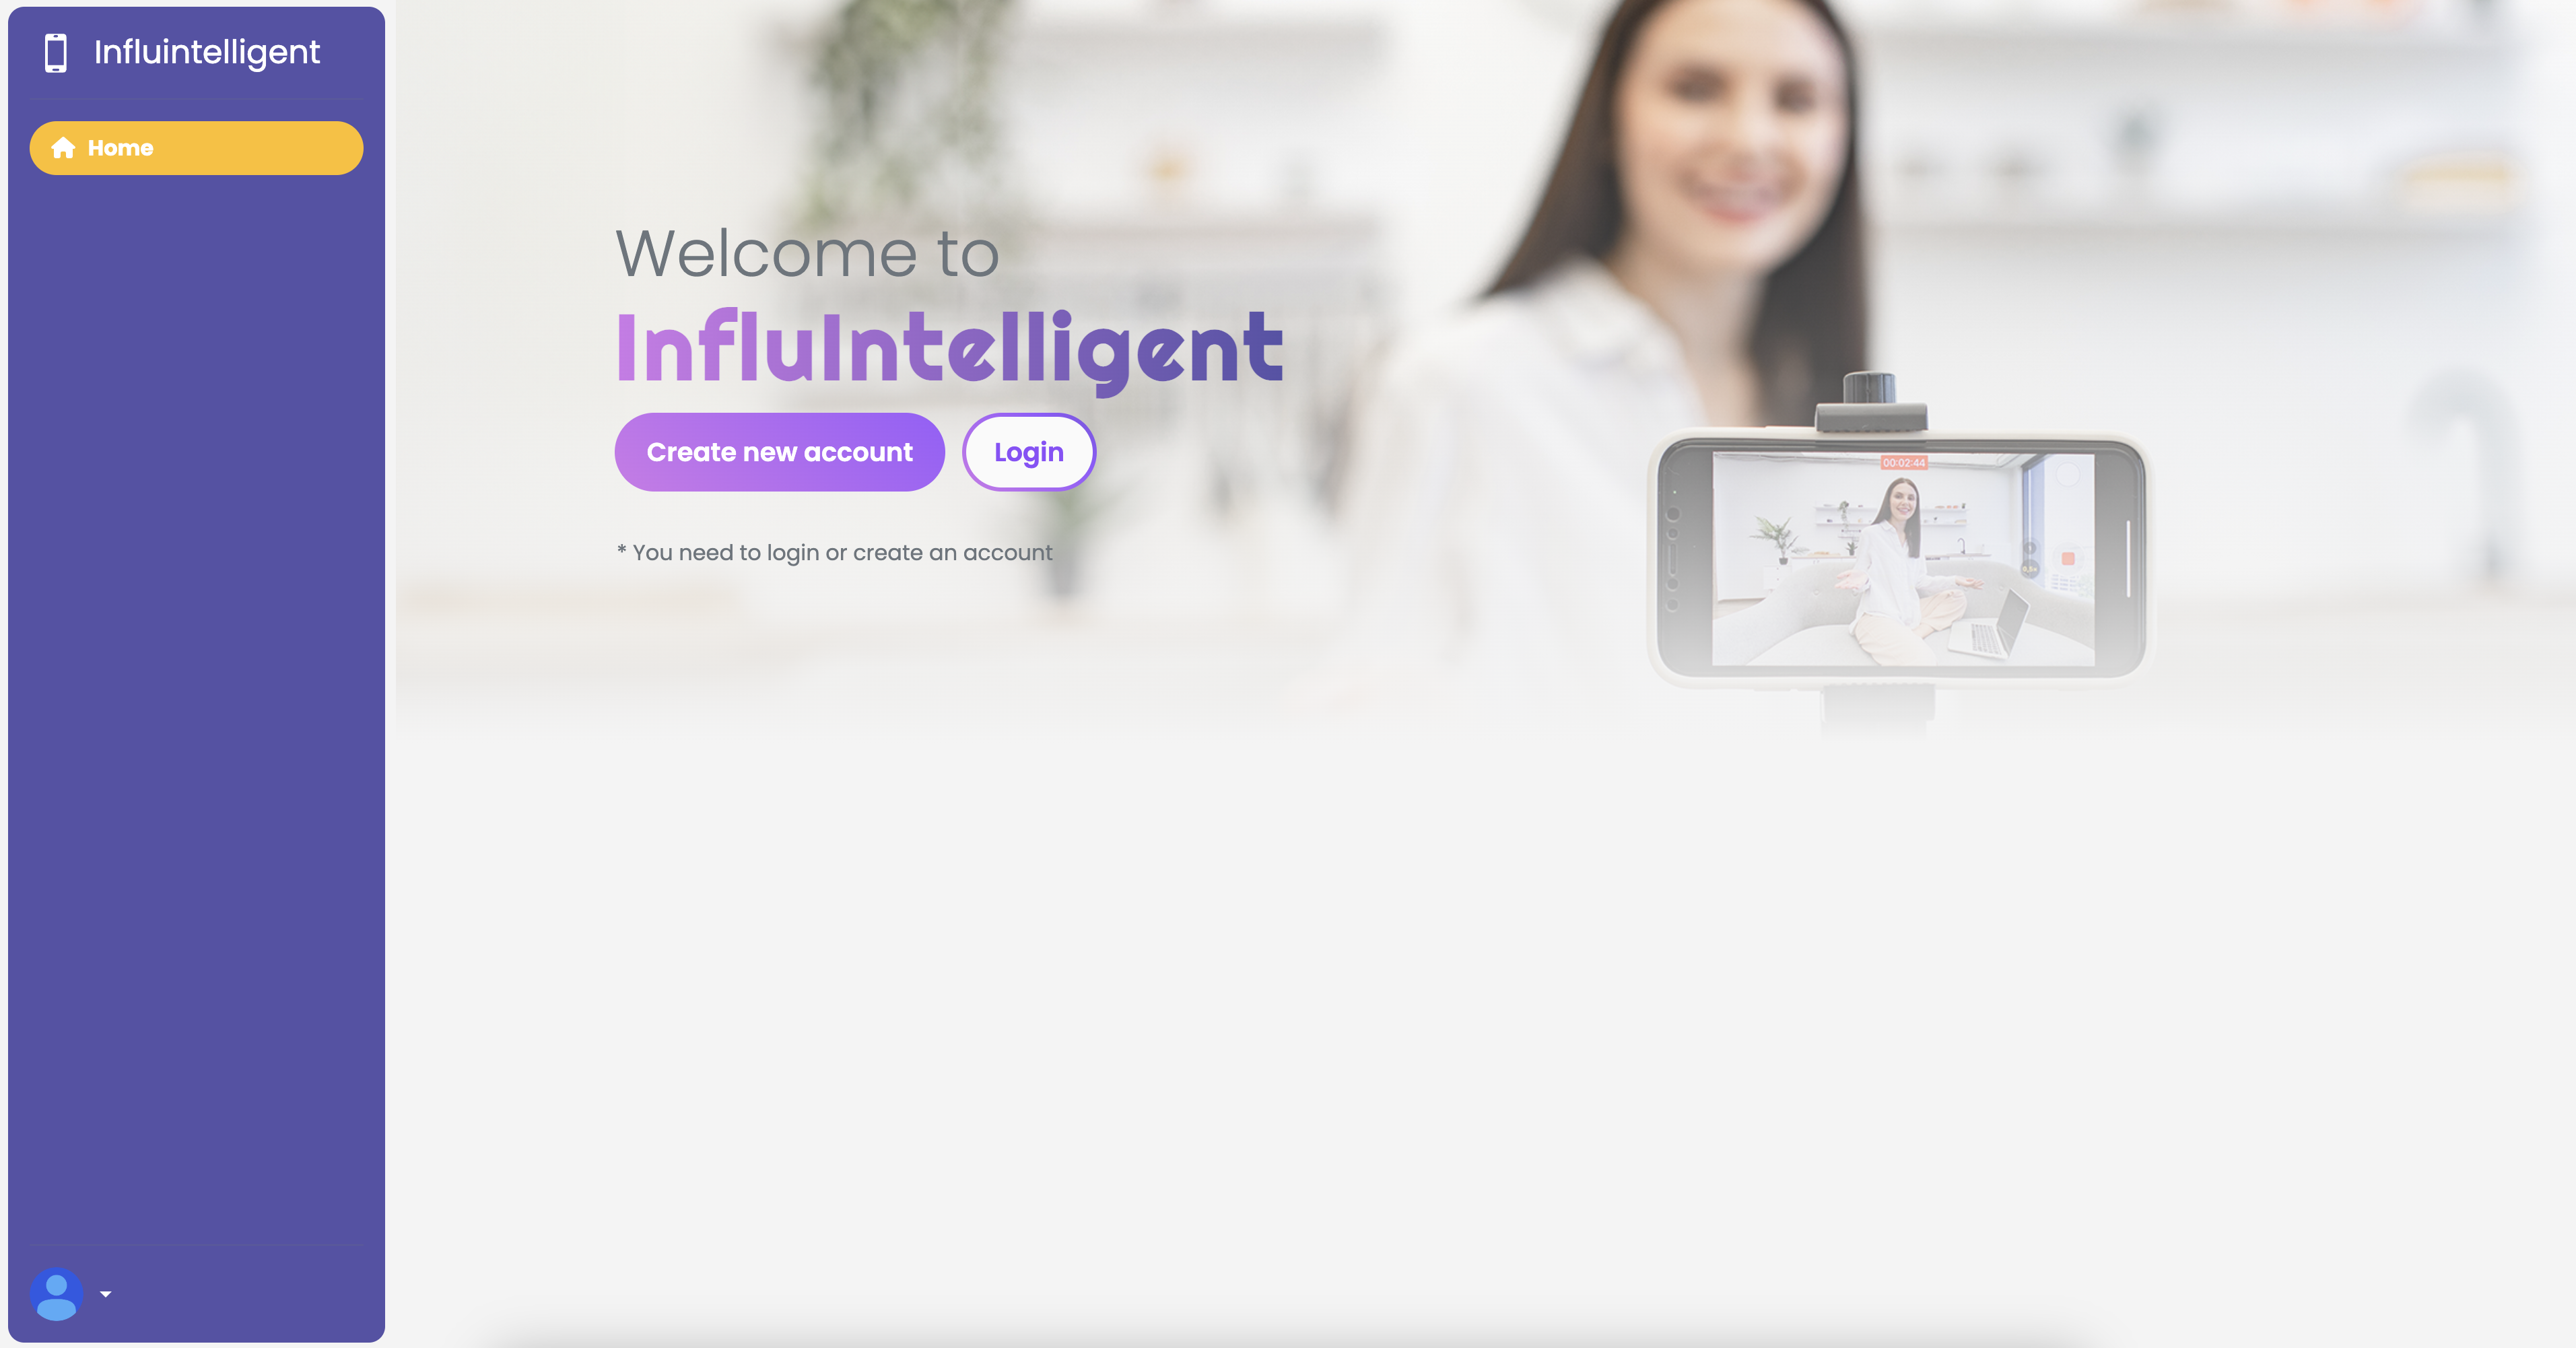 Influintelligent
Home
Welcome to
InfluIntelligent
Create new account
Login
* You need to login or create an account
00:02:44